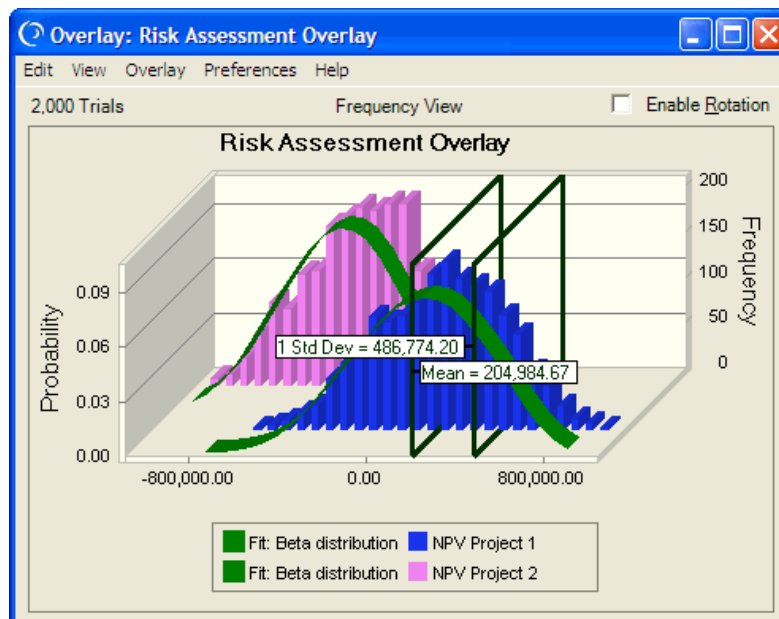 Overlay: Risk Assessment Overlay
Edit View Overlay Preferences Help
2,000 Trials Frequency View Enable Rotation
Risk Assessment Overlay
200
150
100
50
0
Frequency
Probability
0.09
0.06
0.03
0.00
1 Std Dev = 486,774.20
Mean = 204,984.67
-800,000.00 0.00 800,000.00
Fit: Beta distribution NPV Project 1
Fit: Beta distribution NPV Project 2